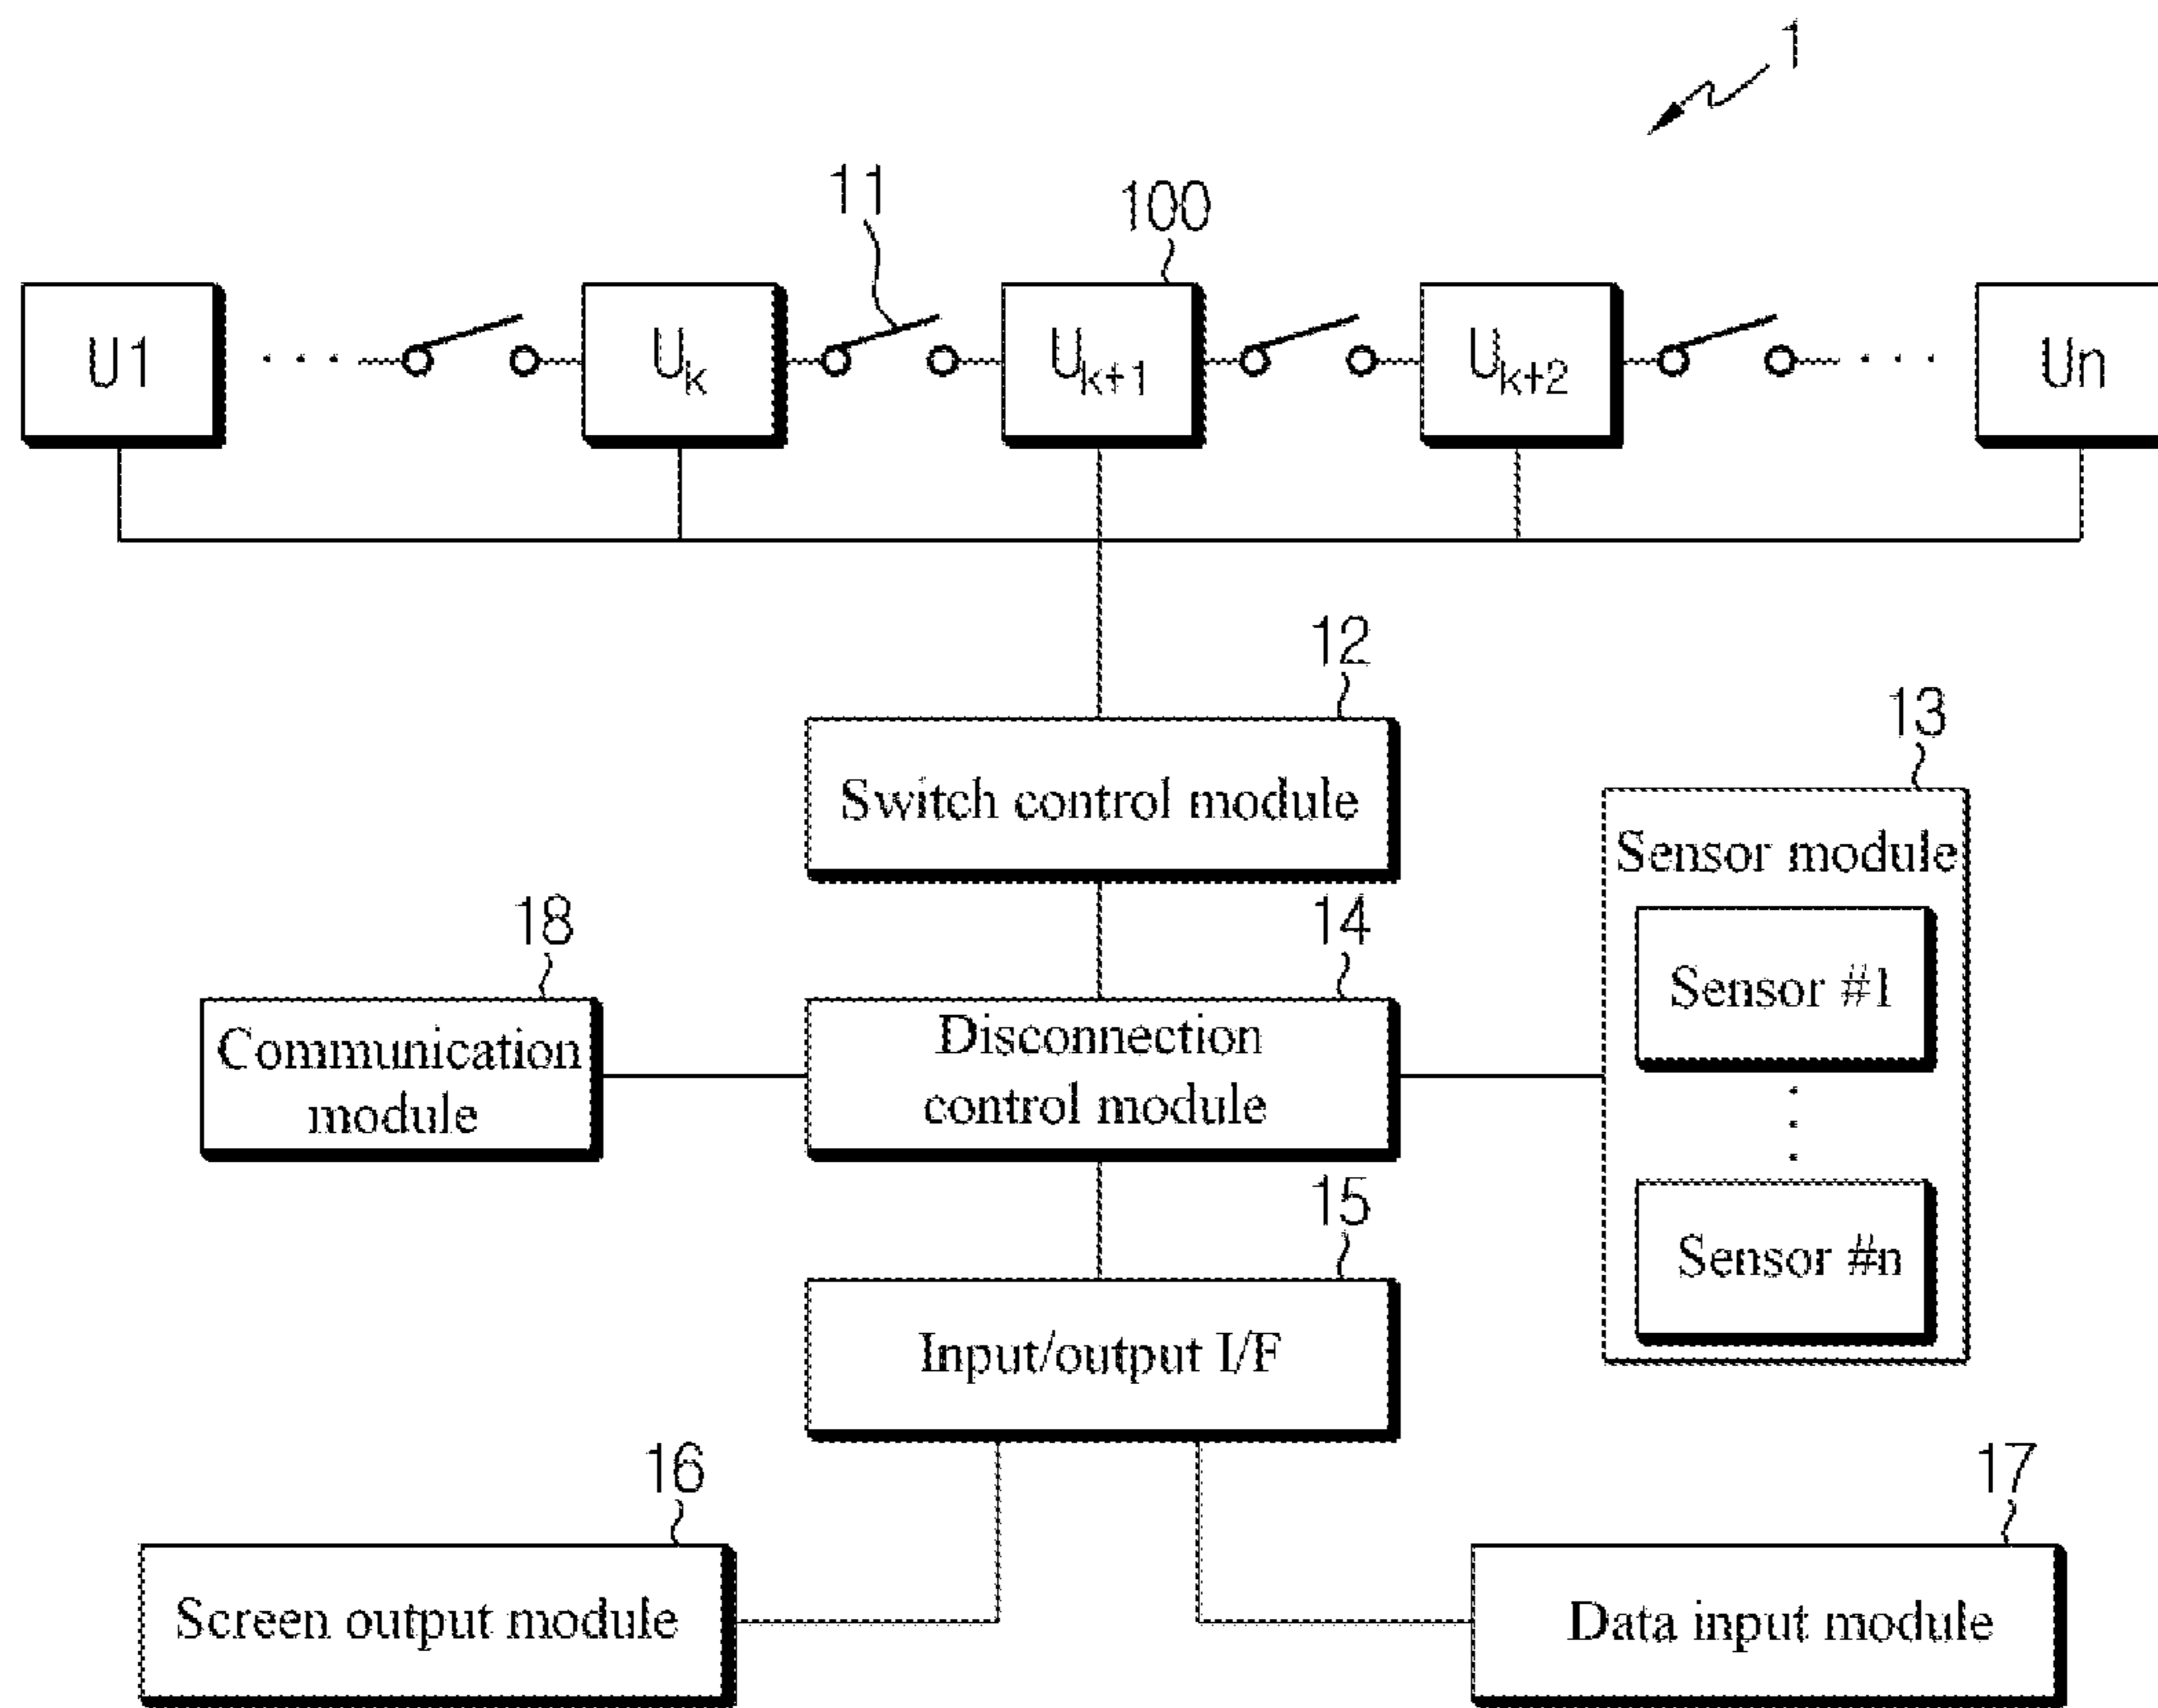 1
11
100
U1 · · · Uk Uk+1 Uk+2 · · · Un
12
Switch control module
13
Sensor module
Sensor #1
Sensor #n
18
Communication
module
14
Disconnection
control module
15
Input/output I/F
16
Screen output module
17
Data input module